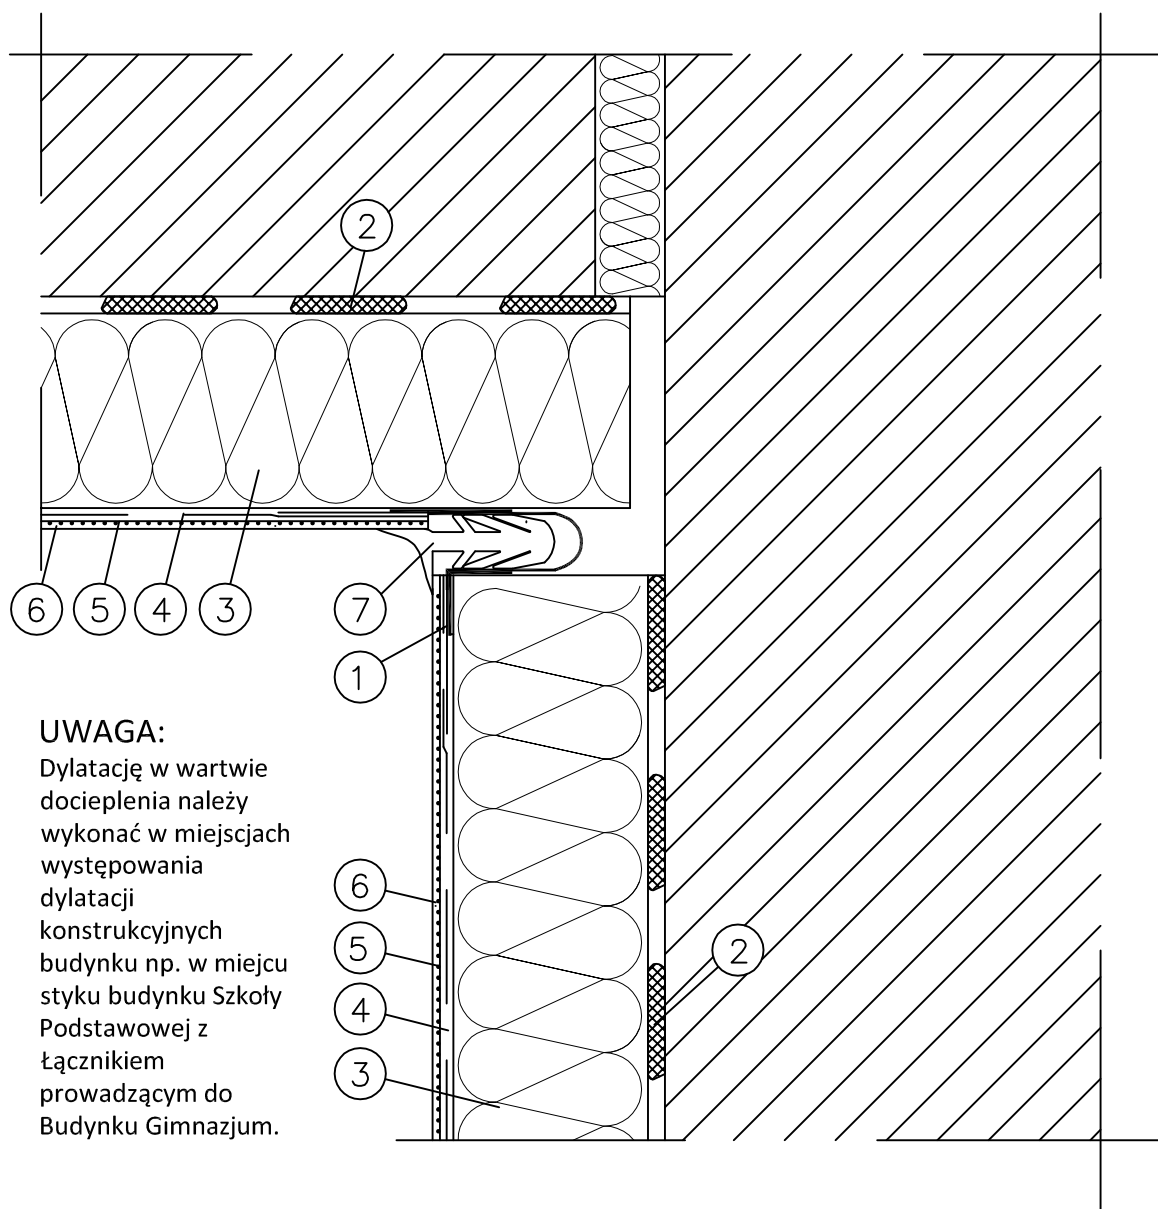 2
6 5 4 3 7
1
UWAGA:
Dylatację w wartwie
docieplenia należy
wykonać w miejscjach
występowania
dylatacji
konstrukcyjnych
budynku np. w miejcu
styku budynku Szkoły
Podstawowej z
Łącznikiem
prowadzącym do
Budynku Gimnazjum.
6
5
2
4
3